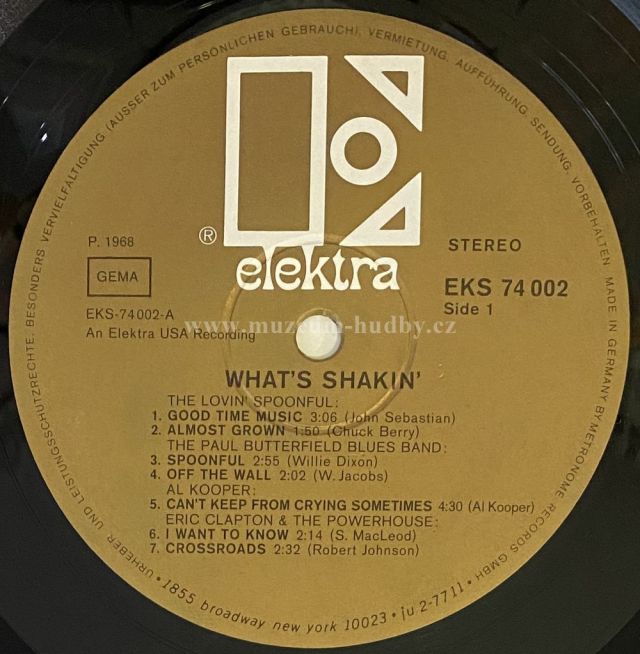 URHEBER UND LEISTUNGSSCHUTZRECHTE. BESONDERS VERVIELFÄLTIGUNG (AUSSER ZUM PERSÖNLICHEN GEBRAUCH), VERMIETUNG, AUFFÜHRUNG, SENDUNG, VORBEHALTEN MADE IN GERMANY BY METRONOME RECORDS GMBH
®
elektra
P. 1968
STEREO
GEMA
EKS 74 002
EKS-74002-A
Side 1
An Elektra USA Recording
www.muzeum-hudby.cz
WHAT'S SHAKIN'
THE LOVIN' SPOONFUL:
1. GOOD TIME MUSIC 3:06 (John Sebastian)
2. ALMOST GROWN 1:50 (Chuck Berry)
THE PAUL BUTTERFIELD BLUES BAND:
3. SPOONFUL 2:55 (Willie Dixon)
4. OFF THE WALL 2:02 (W. Jacobs)
AL KOOPER:
5. CAN'T KEEP FROM CRYING SOMETIMES 4:30 (Al Kooper)
ERIC CLAPTON & THE POWERHOUSE:
6. I WANT TO KNOW 2:14 (S. MacLeod)
7. CROSSROADS 2:32 (Robert Johnson)
• 1855 broadway new york 10023 • ju 2-7711 •